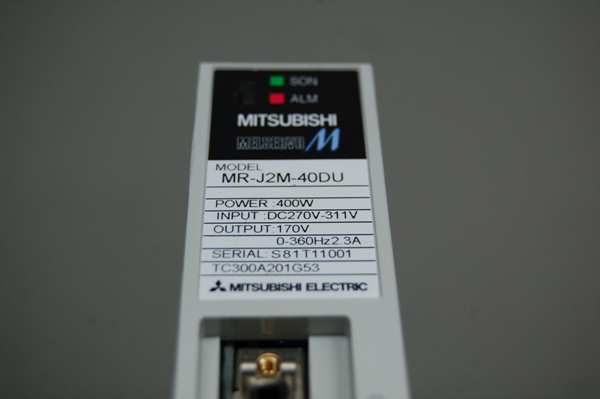 SON
ALM
MITSUBISHI
MELSERVO M
MODEL
MR-J2M-40DU
POWER :400W
INPUT :DC270V-311V
OUTPUT:170V
0-360Hz2.3A
SERIAL: S81T11001
TC300A201G53
MITSUBISHI ELECTRIC